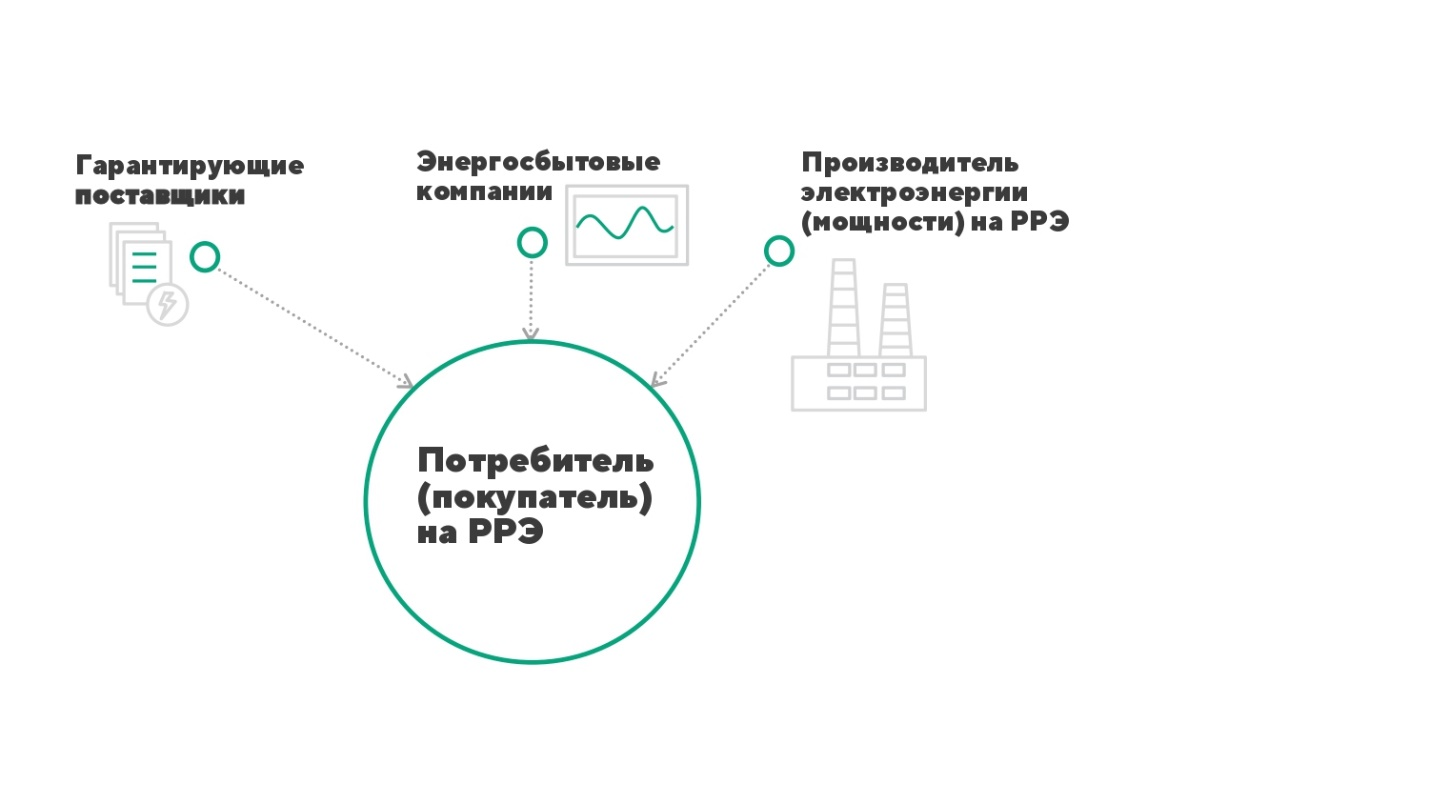 Гарантирующие
поставщики
Энергосбытовые
компании
Производитель
электроэнергии
(мощности) на РРЭ
Потребитель
(покупатель)
на РРЭ